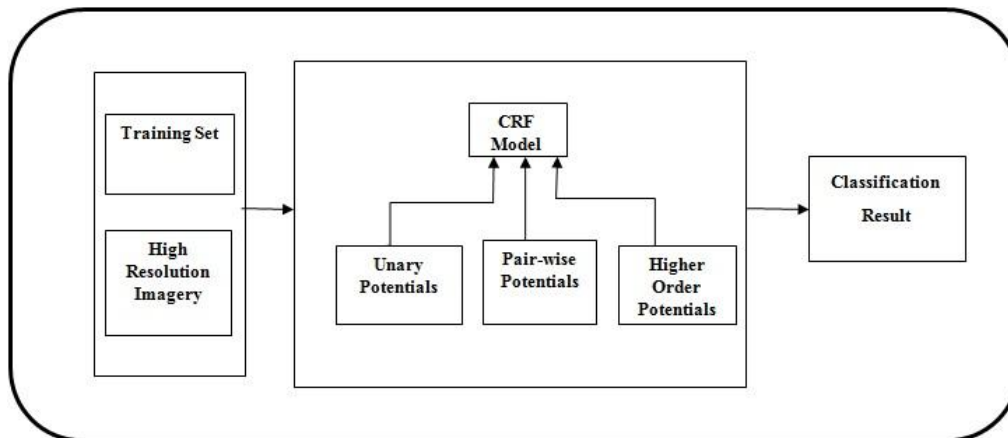 Training Set
High
Resolution
Imagery
CRF
Model
Unary
Potentials
Pair-wise
Potentials
Higher
Order
Potentials
Classification
Result